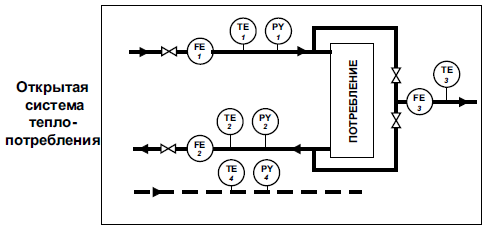 Открытая
система
тепло-
потребления
TE
1
PY
1
FE
1
ПОТРЕБЛЕНИЕ
TE
3
FE
3
TE
2
PY
2
FE
2
TE
4
PY
4